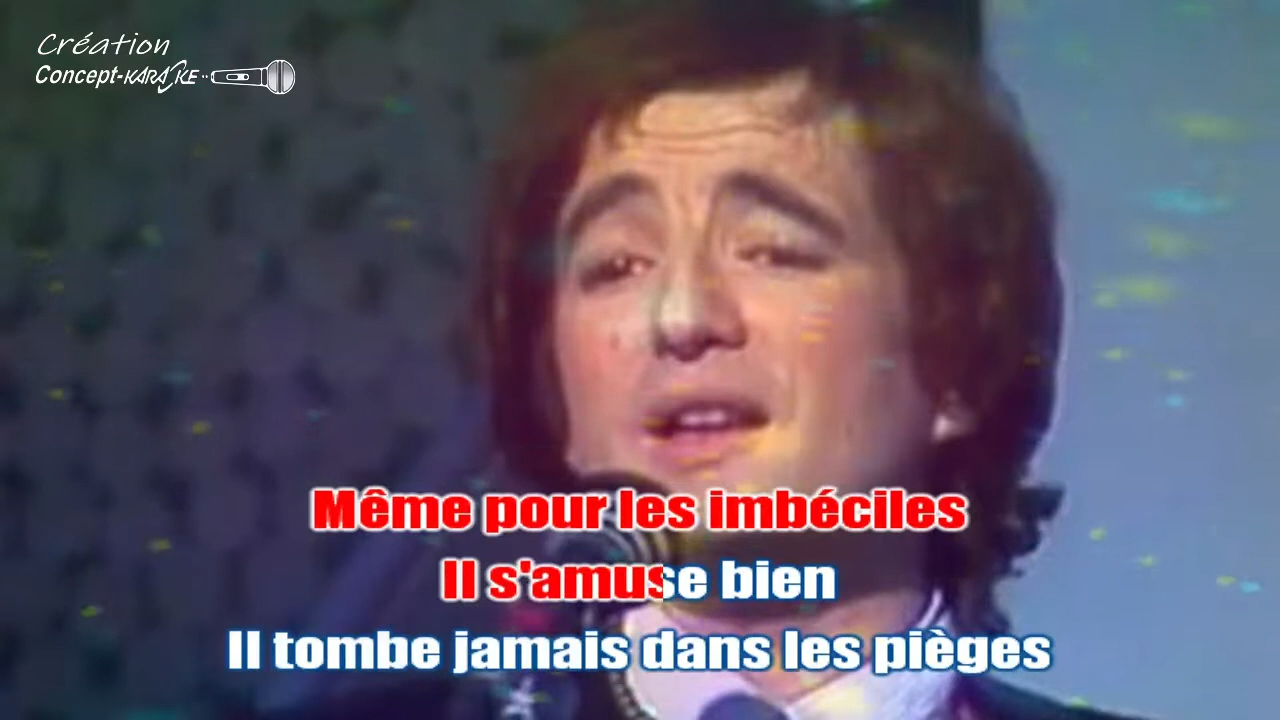 Création
Concept-KARAOKE
Même pour les imbéciles
Il s'amuse bien
Il tombe jamais dans les pièges